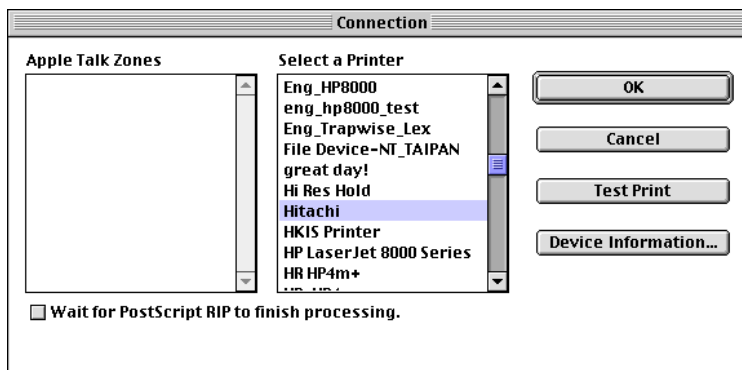 Connection
Apple Talk Zones
Select a Printer
Eng_HP8000
eng_hp8000_test
Eng_Trapwise_Lex
File Device-NT_TAIPAN
great day!
Hi Res Hold
Hitachi
HKIS Printer
HP LaserJet 8000 Series
HR HP4m+
OK
Cancel
Test Print
Device Information...
Wait for PostScript RIP to finish processing.